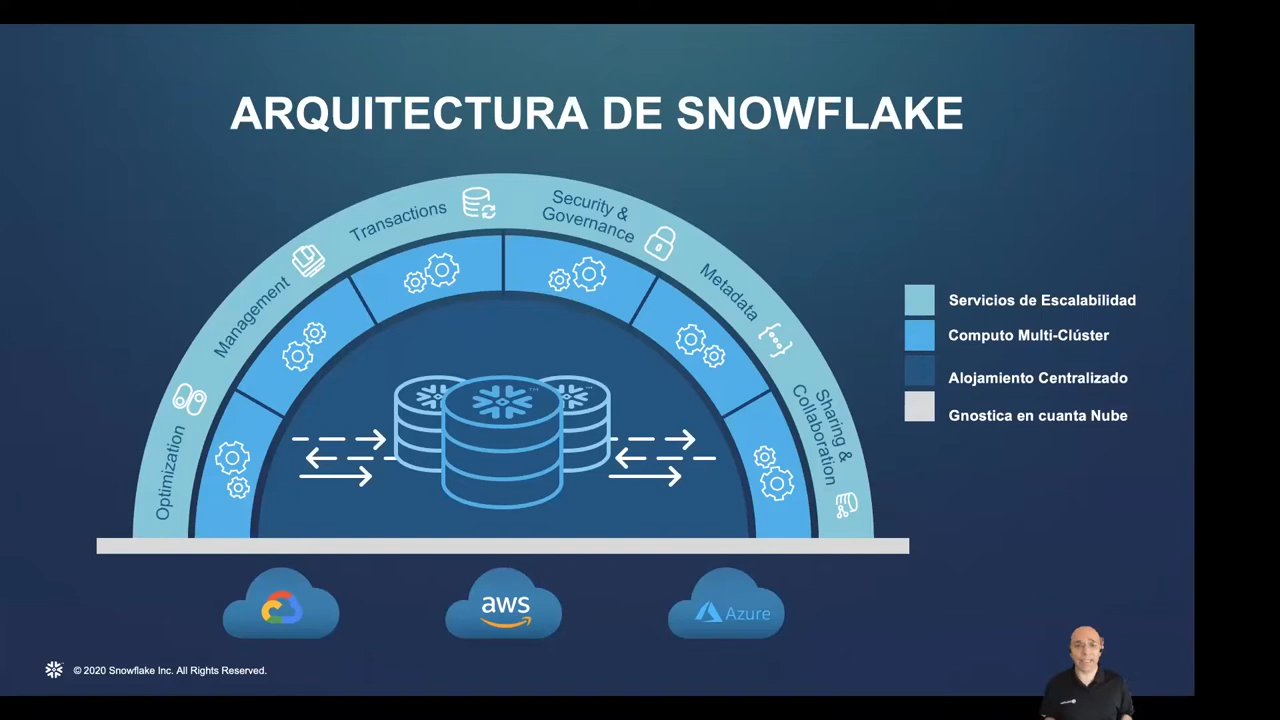 ARQUITECTURA DE SNOWFLAKE
Security &
Governance
Transactions
Management
Metadata
Optimization
Sharing &
Collaboration
Servicios de Escalabilidad
Computo Multi-Clúster
Alojamiento Centralizado
Gnostica en cuanta Nube
aws
Azure
© 2020 Snowflake Inc. All Rights Reserved.